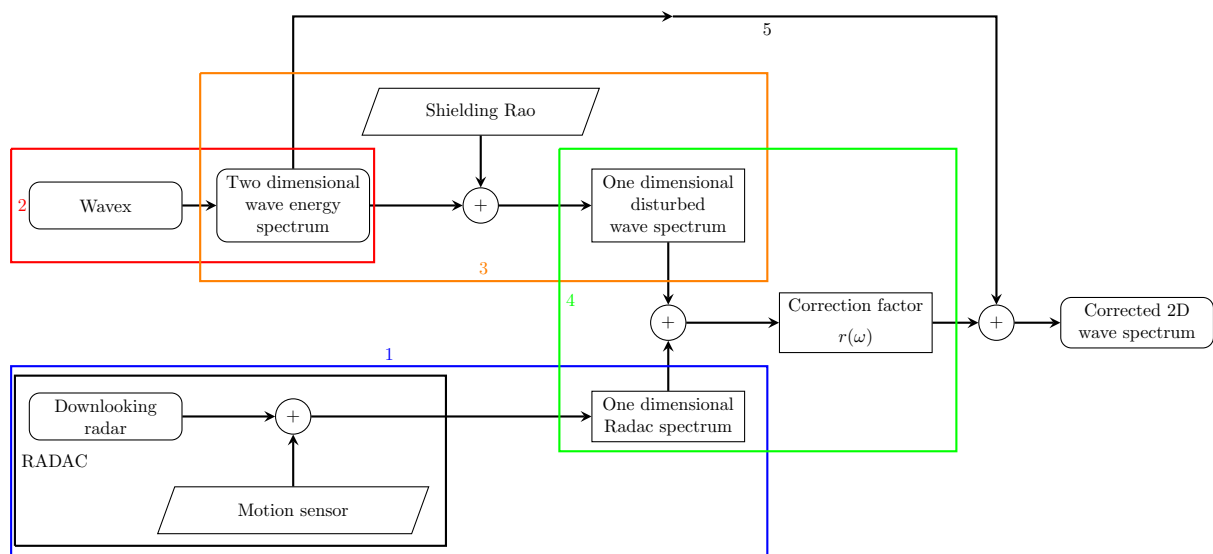 5
Shielding Rao
2
Wavex
Two dimensional
wave energy
spectrum
+
One dimensional
disturbed
wave spectrum
3
4
+
Correction factor
r(ω)
+
Corrected 2D
wave spectrum
1
Downlooking
radar
+
One dimensional
Radac spectrum
RADAC
Motion sensor